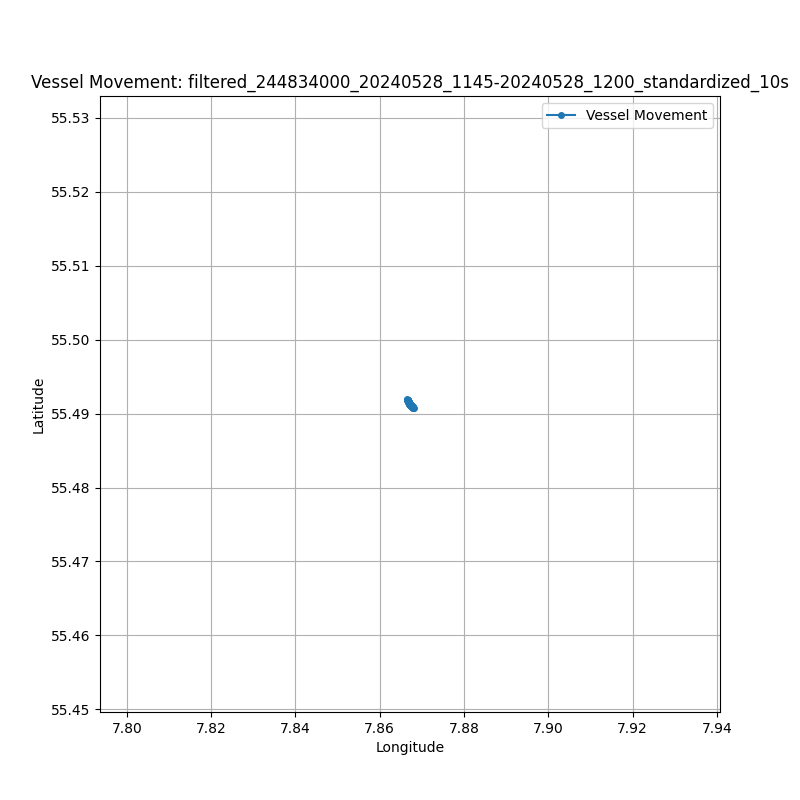 Vessel Movement: filtered_244834000_20240528_1145-20240528_1200_standardized_10s
Vessel Movement
55.53
55.52
55.51
55.50
55.49
55.48
55.47
55.46
55.45
Latitude
7.80 7.82 7.84 7.86 7.88 7.90 7.92 7.94
Longitude